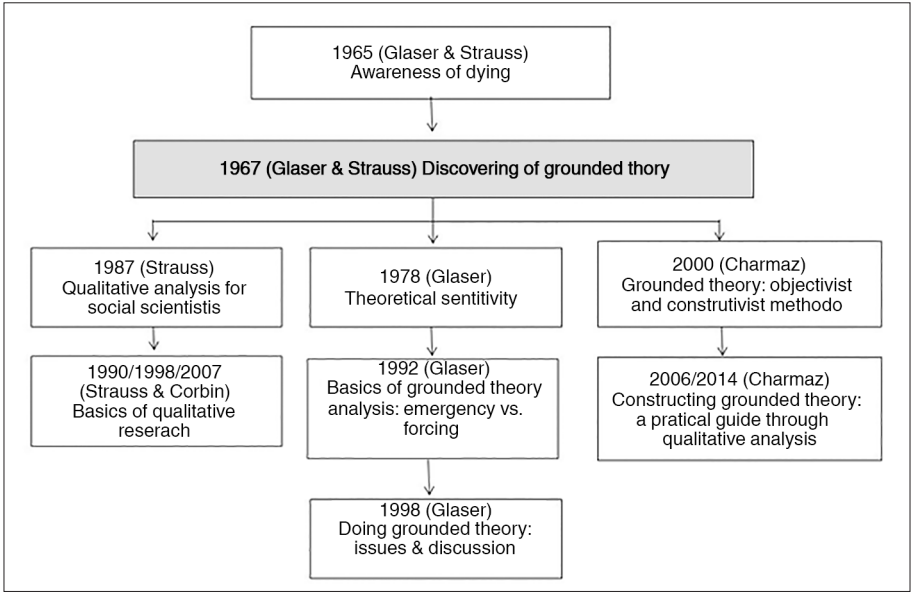 1965 (Glaser & Strauss)
Awareness of dying
1967 (Glaser & Strauss) Discovering of grounded thory
1987 (Strauss)
Qualitative analysis for
social scientistis
1978 (Glaser)
Theoretical sentitivity
2000 (Charmaz)
Grounded theory: objectivist
and construtivist methodo
1990/1998/2007
(Strauss & Corbin)
Basics of qualitative
reserach
1992 (Glaser)
Basics of grounded theory
analysis: emergency vs.
forcing
2006/2014 (Charmaz)
Constructing grounded theory:
a pratical guide through
qualitative analysis
1998 (Glaser)
Doing grounded theory:
issues & discussion